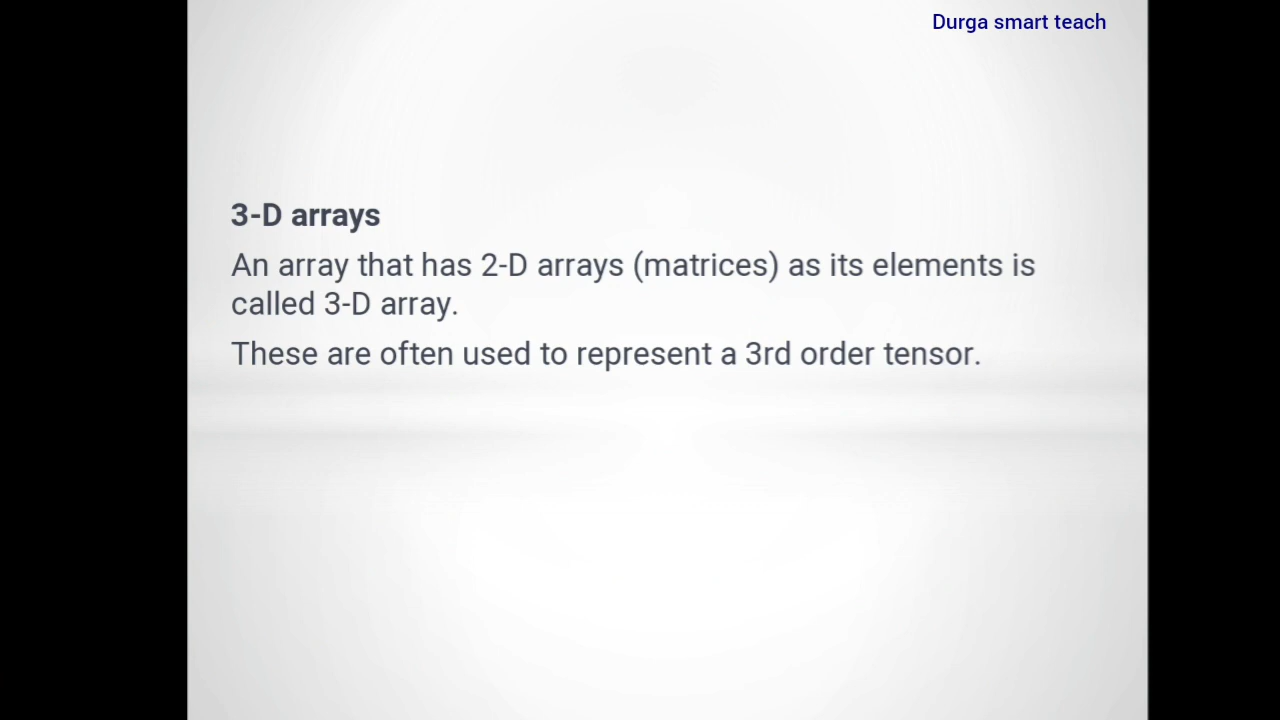 Durga smart teach
3-D arrays
An array that has 2-D arrays (matrices) as its elements is
called 3-D array.
These are often used to represent a 3rd order tensor.